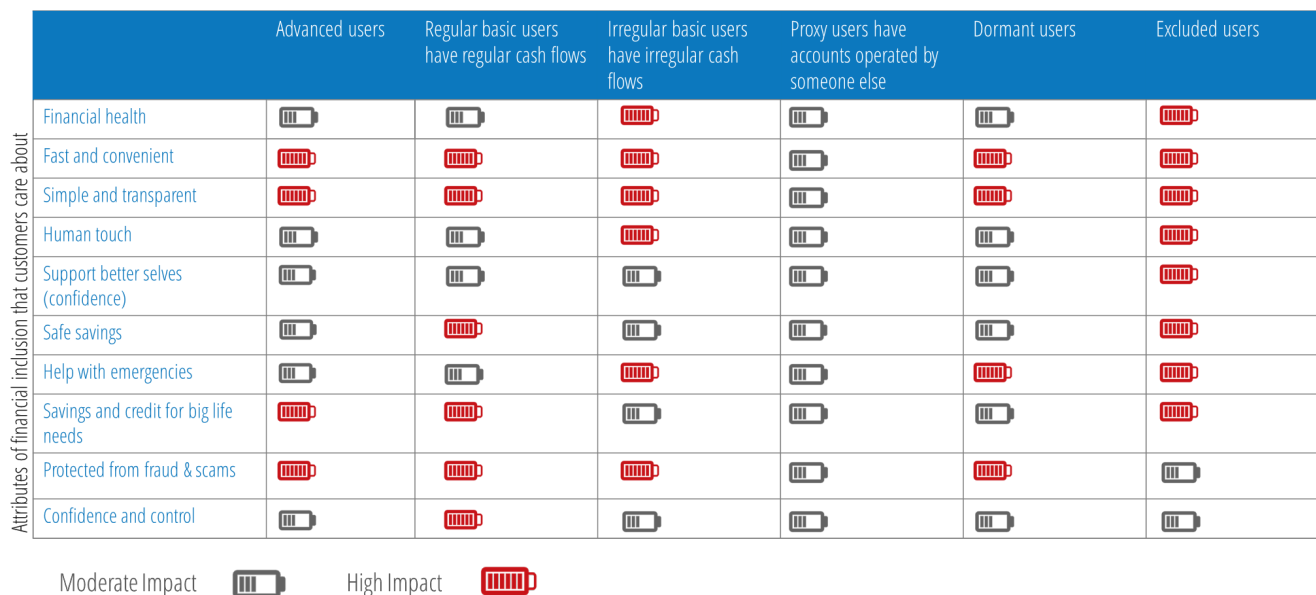 Advanced users
Regular basic users
have regular cash flows
Irregular basic users
have irregular cash
flows
Proxy users have
accounts operated by
someone else
Dormant users
Excluded users
Attributes of financial inclusion that customers care about
Financial health
Fast and convenient
Simple and transparent
Human touch
Support better selves
(confidence)
Safe savings
Help with emergencies
Savings and credit for big life
needs
Protected from fraud & scams
Confidence and control
Moderate Impact
High Impact